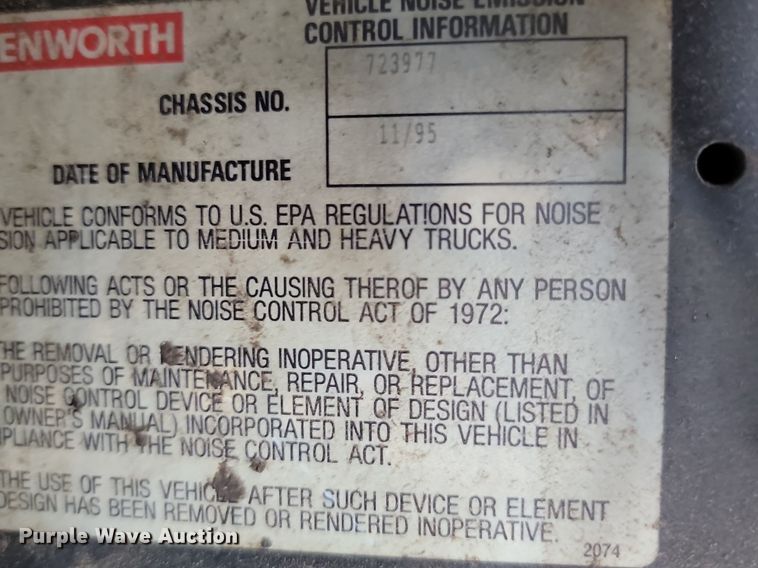 ENWORTH
VEHICLE NOISE EMISSION
CONTROL INFORMATION
CHASSIS NO.
723977
DATE OF MANUFACTURE
11/95
VEHICLE CONFORMS TO U.S. EPA REGULATIONS FOR NOISE
SION APPLICABLE TO MEDIUM AND HEAVY TRUCKS.
FOLLOWING ACTS OR THE CAUSING THEROF BY ANY PERSON
PROHIBITED BY THE NOISE CONTROL ACT OF 1972:
HE REMOVAL OR RENDERING INOPERATIVE, OTHER THAN
PURPOSES OF MAINTENANCE, REPAIR, OR REPLACEMENT, OF
NOISE CONTROL DEVICE OR ELEMENT OF DESIGN (LISTED IN
OWNER'S MANUAL) INCORPORATED INTO THIS VEHICLE IN
PLIANCE WITH THE NOISE CONTROL ACT.
THE USE OF THIS VEHICLE AFTER SUCH DEVICE OR ELEMENT
DESIGN HAS BEEN REMOVED OR RENDERED INOPERATIVE.
2074
Purple Wave Auction